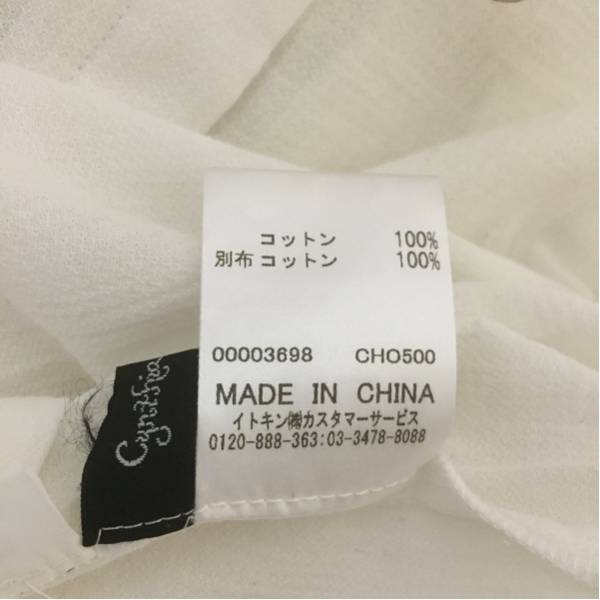 コットン 100%
別布 コットン 100%
00003698 CHO500
MADE IN CHINA
イトキン㈱カスタマーサービス
0120-888-363:03-3478-8088